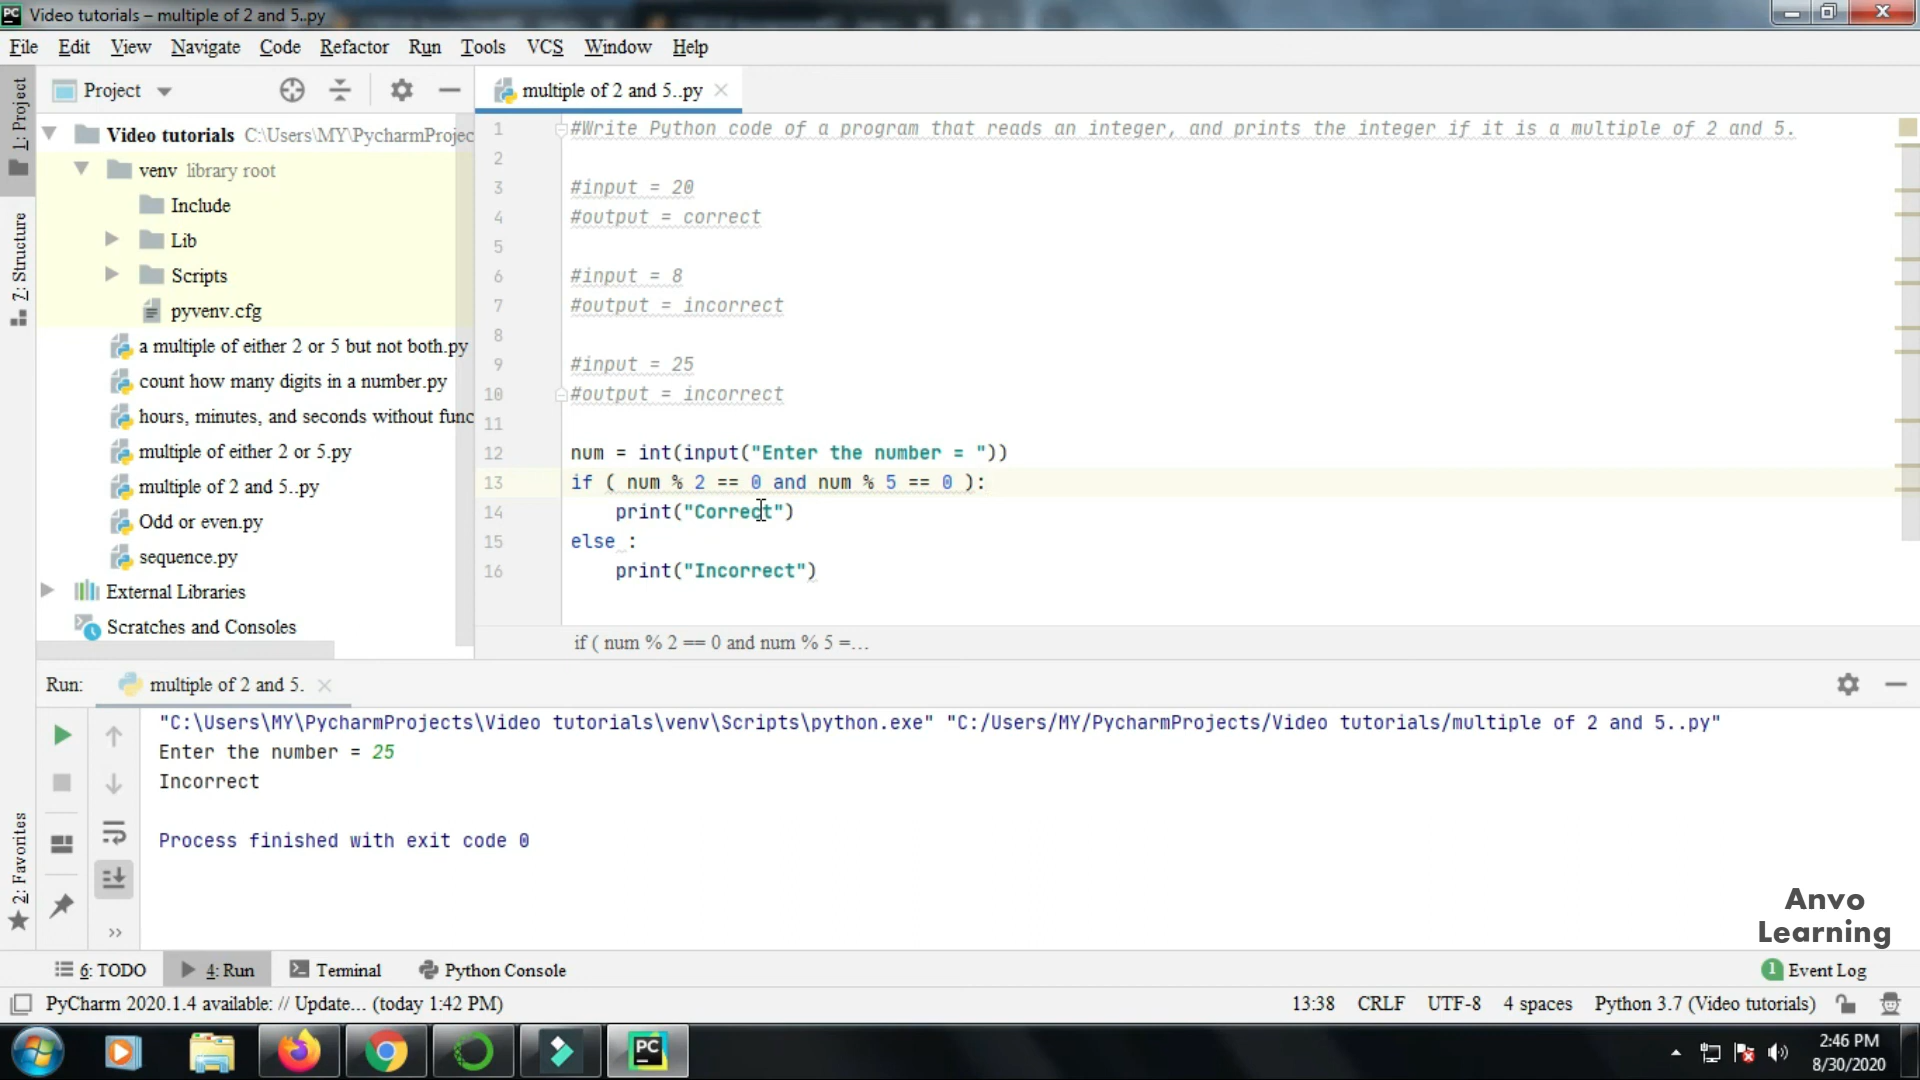 Video tutorials – multiple of 2 and 5..py
File Edit View Navigate Code Refactor Run Tools VCS Window Help
Project
multiple of 2 and 5..py
1: Project
7: Structure
2: Favorites
Video tutorials C:\Users\MY\PycharmProjec
venv library root
Include
Lib
Scripts
pyvenv.cfg
a multiple of either 2 or 5 but not both.py
count how many digits in a number.py
hours, minutes, and seconds without func
multiple of either 2 or 5.py
multiple of 2 and 5..py
Odd or even.py
sequence.py
External Libraries
Scratches and Consoles
1 #Write Python code of a program that reads an integer, and prints the integer if it is a multiple of 2 and 5.
2
3 #input = 20
4 #output = correct
5
6 #input = 8
7 #output = incorrect
8
9 #input = 25
10 #output = incorrect
11
12 num = int(input("Enter the number = "))
13 if ( num % 2 == 0 and num % 5 == 0 ):
14 print("Correct")
15 else :
16 print("Incorrect")
if ( num % 2 == 0 and num % 5 =...
Run: multiple of 2 and 5.
"C:\Users\MY\PycharmProjects\Video tutorials\venv\Scripts\python.exe" "C:/Users/MY/PycharmProjects/Video tutorials/multiple of 2 and 5..py"
Enter the number = 25
Incorrect
Process finished with exit code 0
Anvo
Learning
6: TODO 4: Run Terminal Python Console 1 Event Log
PyCharm 2020.1.4 available: // Update... (today 1:42 PM) 13:38 CRLF UTF-8 4 spaces Python 3.7 (Video tutorials)
PC
2:46 PM
8/30/2020